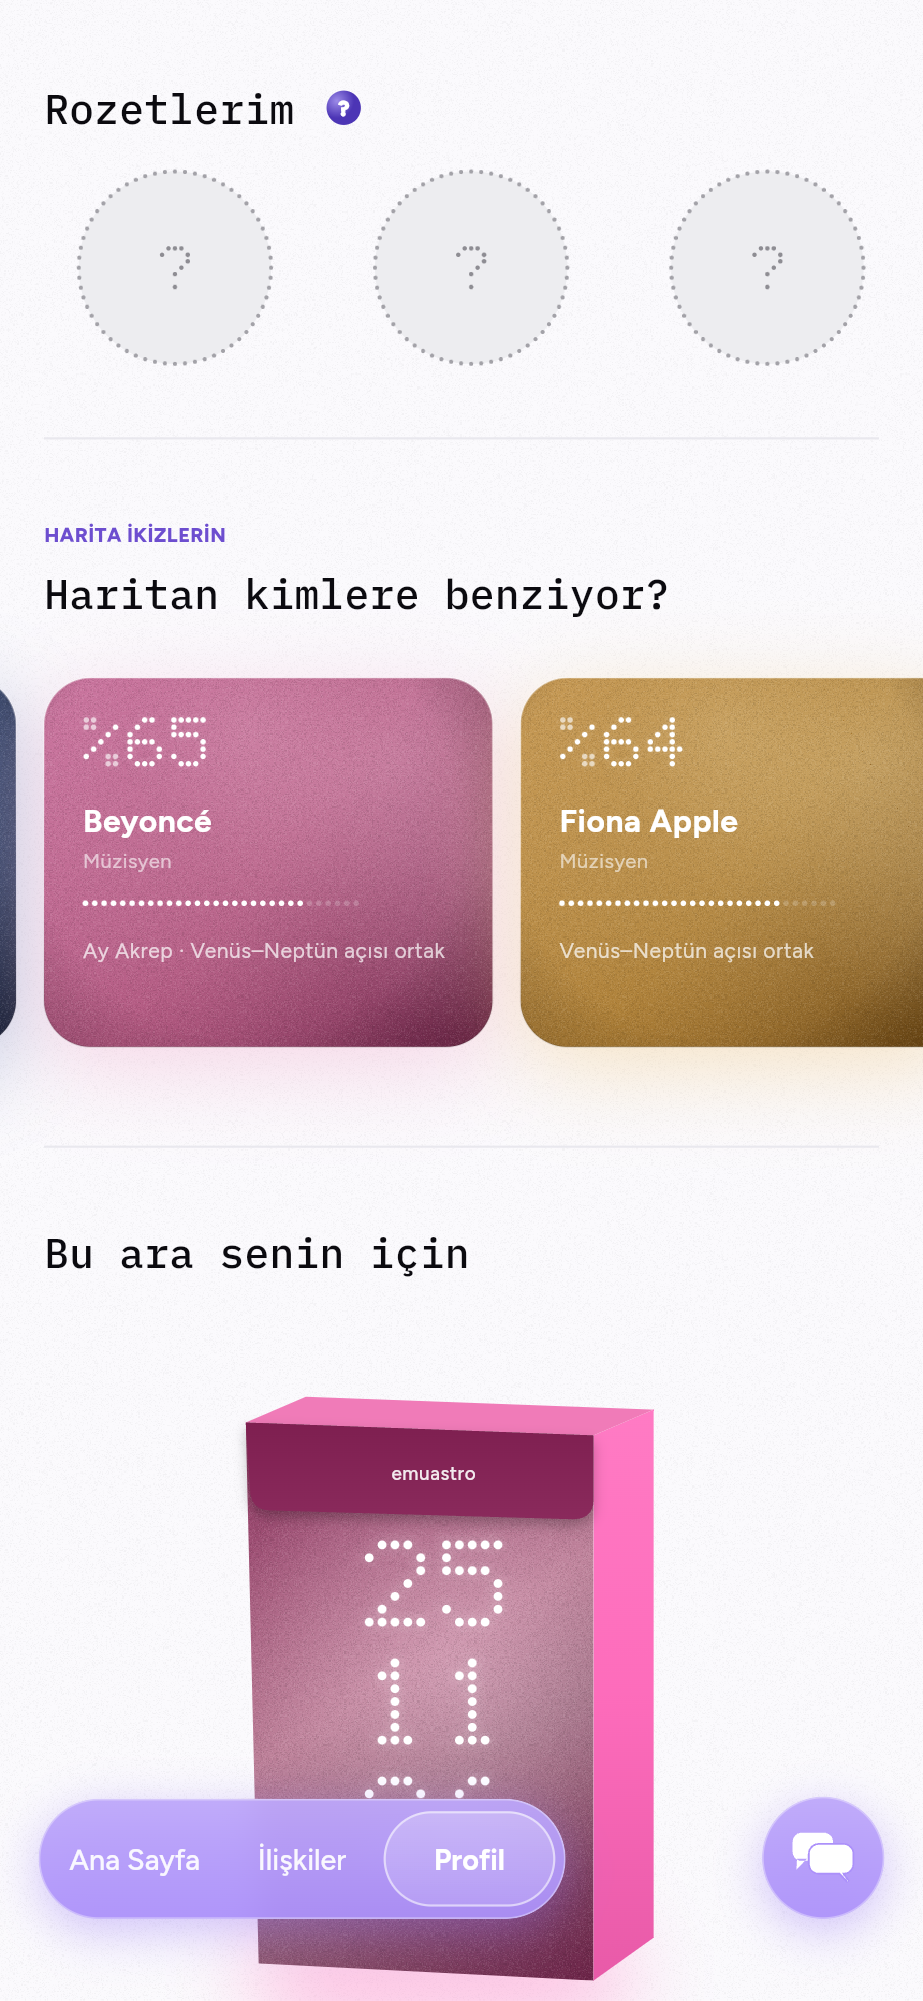 Rozetlerim ?
? ? ?
HARİTA İKİZLERİN
Haritan kimlere benziyor?
%65
Beyoncé
Müzisyen
Ay Akrep · Venüs–Neptün açısı ortak
%64
Fiona Apple
Müzisyen
Venüs–Neptün açısı ortak
Bu ara senin için
emuastro
25
11
Ana Sayfa İlişkiler Profil